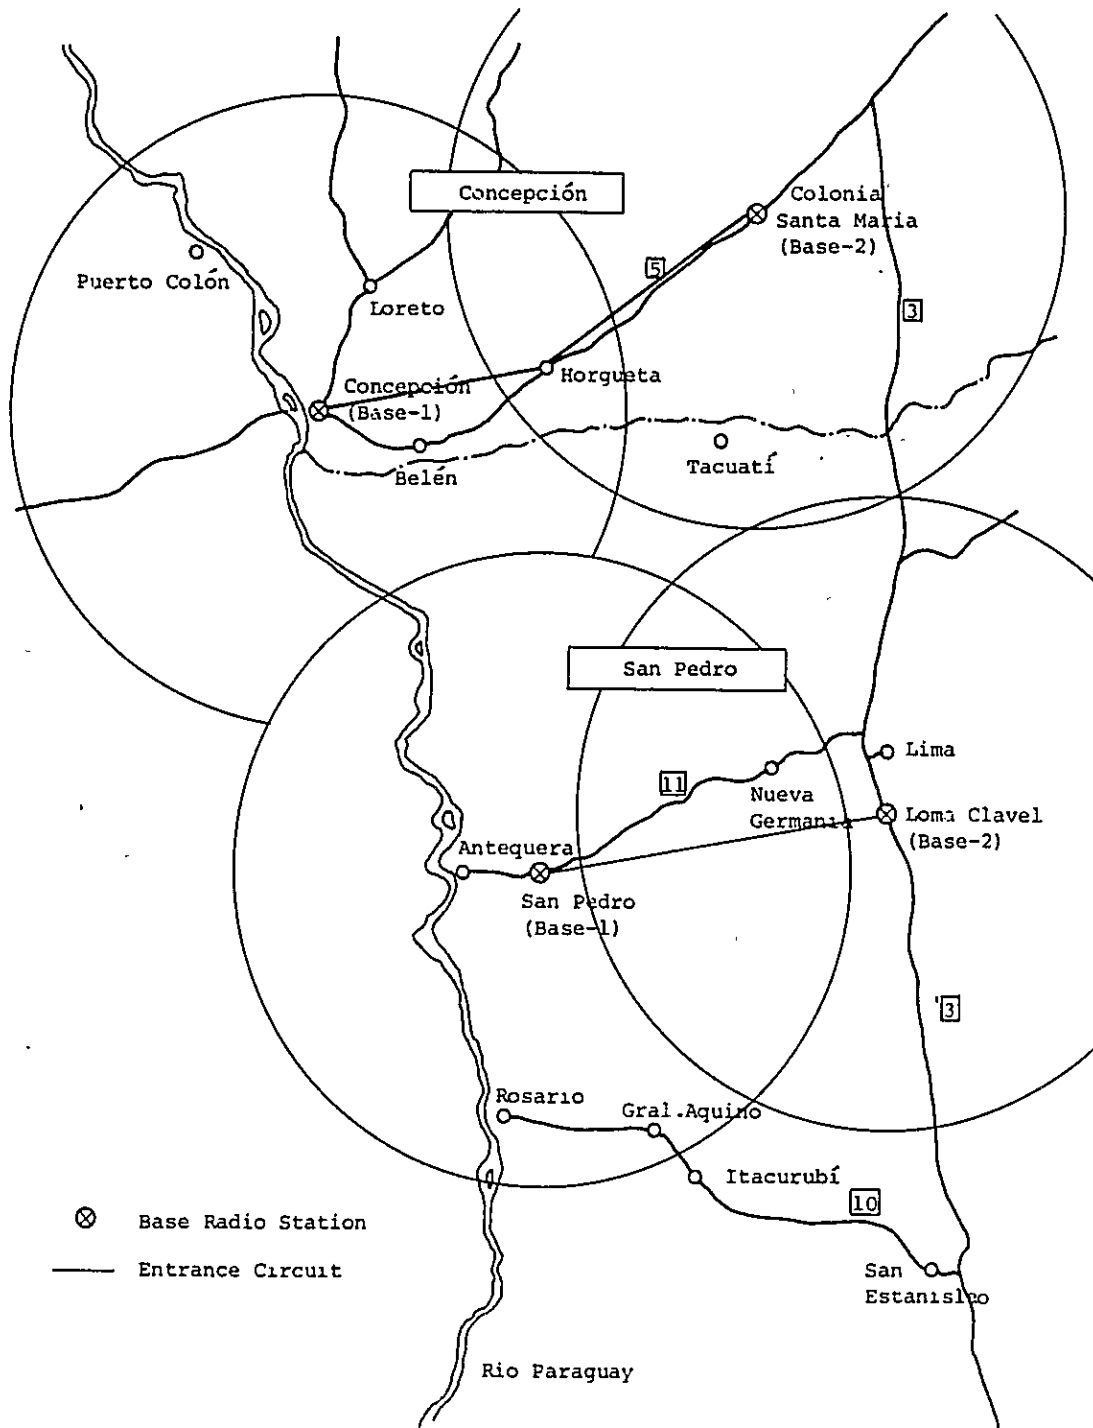 Concepción
Colonia
Santa Maria
(Base-2)
Puerto Colón
5
Loreto
3
Horgueta
Concepción
(Base-1)
Tacuatí
Belén
San Pedro
Lima
11
Nueva
Germania
Loma Clavel
(Base-2)
Antequera
San Pedro
(Base-1)
3
Rosario
Gral.Aquino
Itacurubí
10
Base Radio Station
Entrance Circuit
San
Estanislao
Rio Paraguay